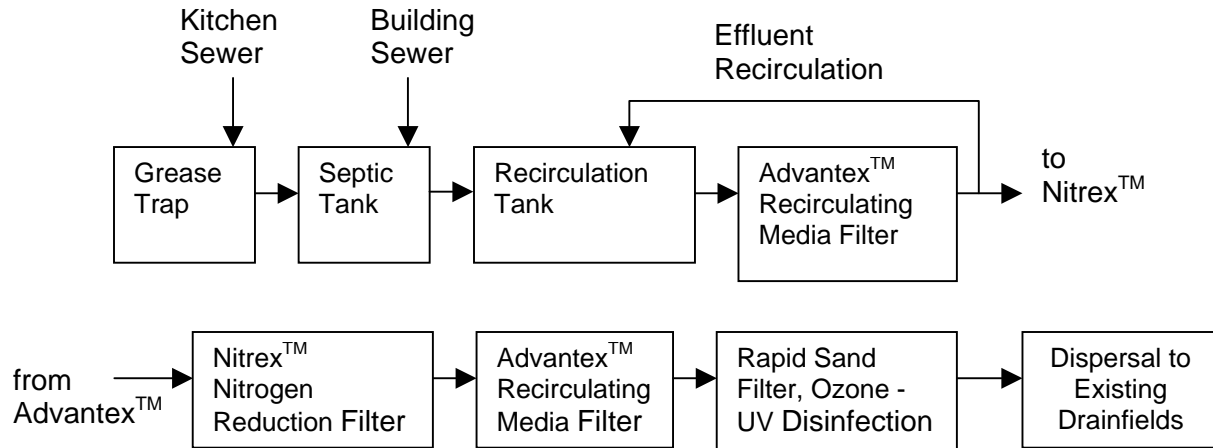 Kitchen
Sewer
Building
Sewer
Effluent
Recirculation
Grease
Trap
Septic
Tank
Recirculation
Tank
Advantex™
Recirculating
Media Filter
to
Nitrex™
from
Advantex™
Nitrex™
Nitrogen
Reduction Filter
Advantex™
Recirculating
Media Filter
Rapid Sand
Filter, Ozone -
UV Disinfection
Dispersal to
Existing
Drainfields